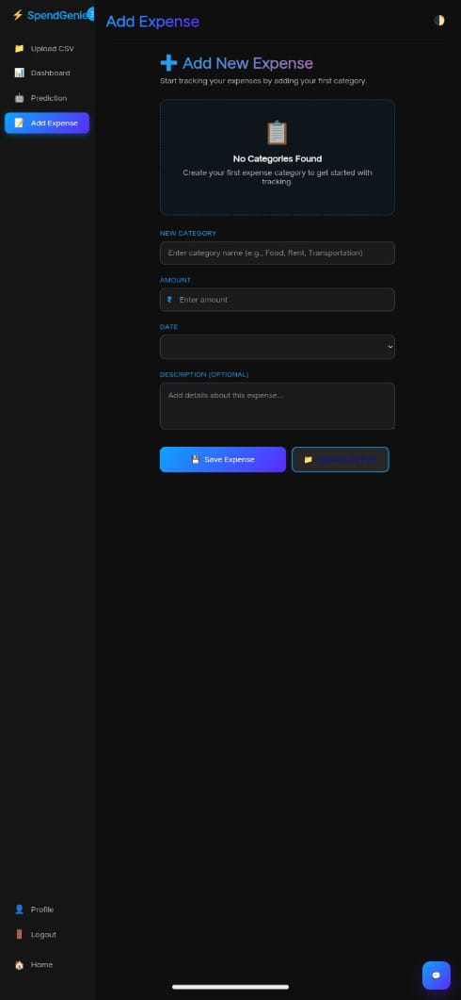 SpendGenie
Upload CSV
Dashboard
Prediction
Add Expense
Profile
Logout
Home
Add Expense
Add New Expense
Start tracking your expenses by adding your first category.
No Categories Found
Create your first expense category to get started with
tracking.
NEW CATEGORY
Enter category name (e.g., Food, Rent, Transportation)
AMOUNT
₹ Enter amount
DATE
DESCRIPTION (OPTIONAL)
Add details about this expense...
Save Expense